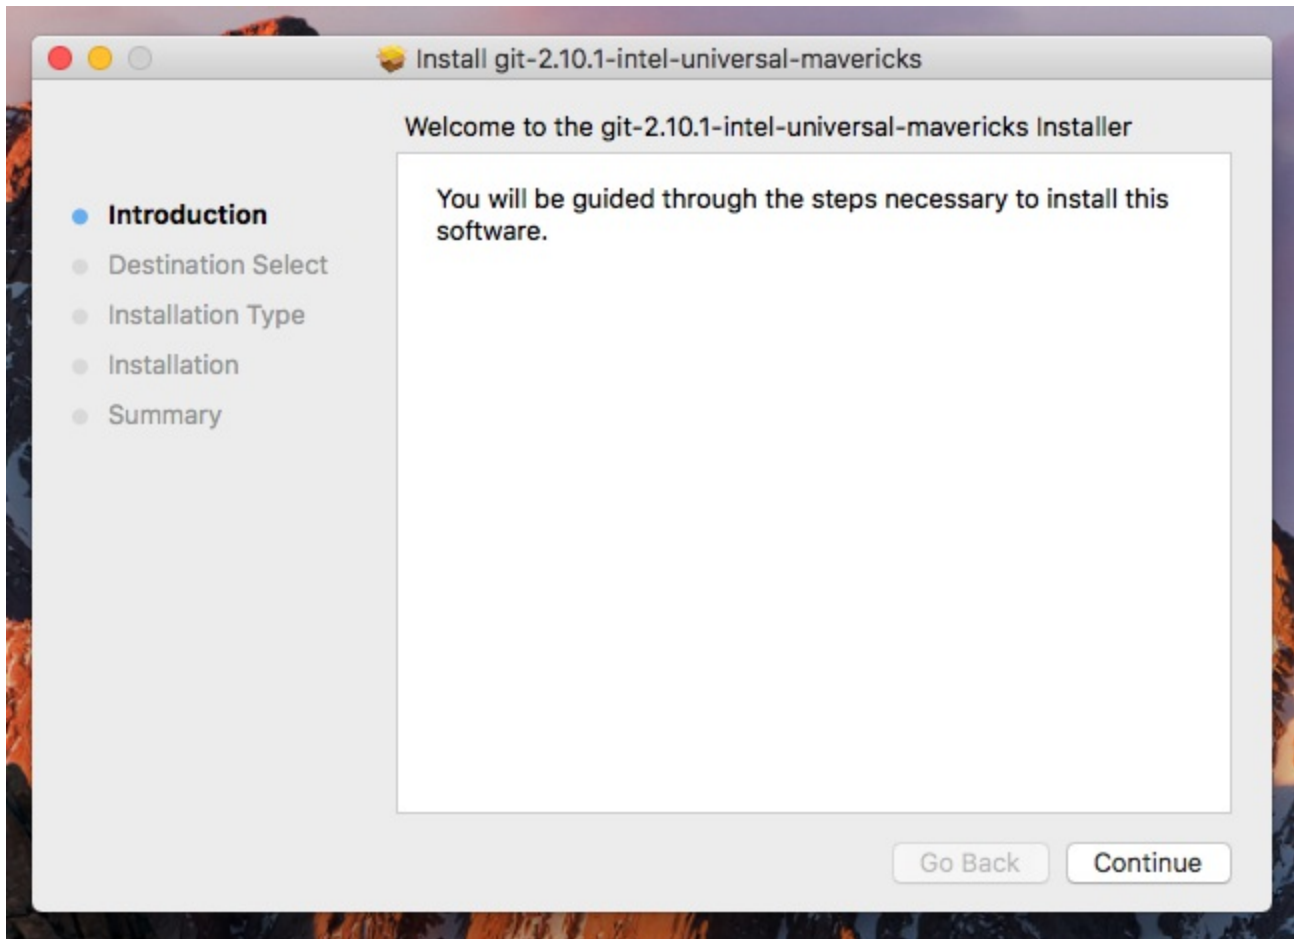 Install git-2.10.1-intel-universal-mavericks
Welcome to the git-2.10.1-intel-universal-mavericks Installer
Introduction
Destination Select
Installation Type
Installation
Summary
You will be guided through the steps necessary to install this
software.
Go Back
Continue